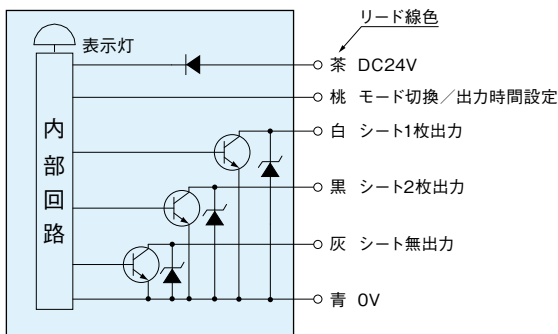 リード線色
表示灯
茶 DC24V
桃 モード切換／出力時間設定
白 シート1枚出力
黒 シート2枚出力
灰 シート無出力
青 0V
内部回路